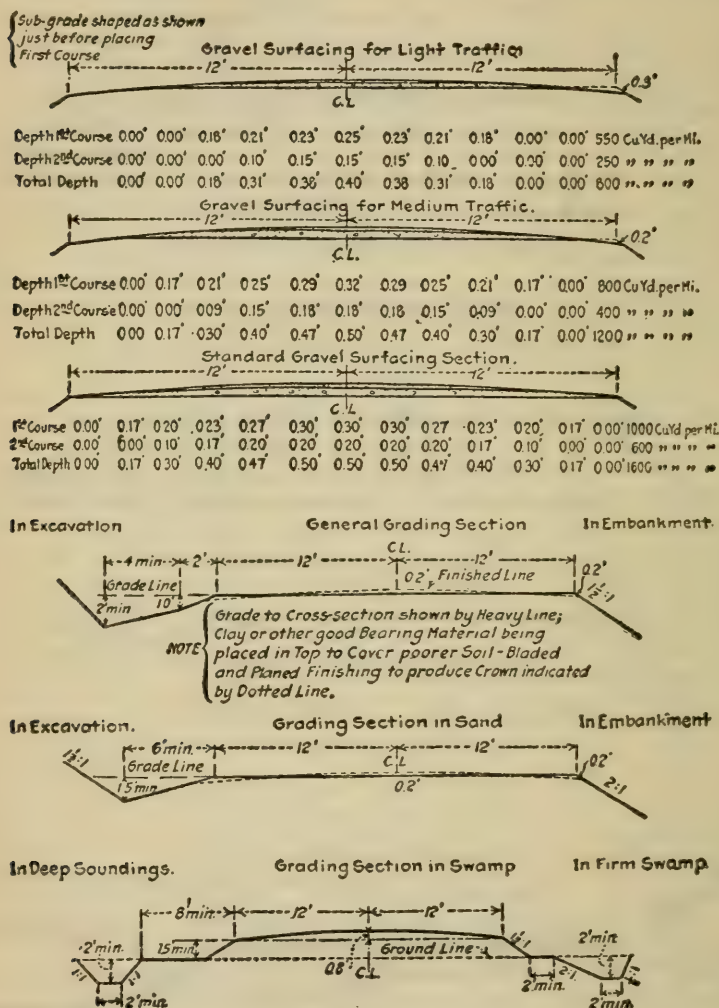 Sub-grade shaped as shown
just before placing
First Course
Gravel Surfacing for Light Traffic
12' 12'
0.3'
C.L.
Depth 1st Course 0.00' 0.00' 0.18' 0.21' 0.23' 0.25' 0.23' 0.21' 0.18' 0.00' 0.00' 550 Cu Yd. per Mi.
Depth 2nd Course 0.00' 0.00' 0.00' 0.10' 0.15' 0.15' 0.15' 0.10 0.00' 0.00' 0.00' 250 " " " "
Total Depth 0.00' 0.00' 0.18' 0.31' 0.38' 0.40' 0.38 0.31' 0.18' 0.00' 0.00' 800 " " " "
Gravel Surfacing for Medium Traffic.
12' 12'
0.2'
C.L.
Depth 1st Course 0.00' 0.17' 0.21' 0.25' 0.29' 0.32' 0.29 0.25' 0.21' 0.17' 0.00' 800 Cu Yd. per Mi.
Depth 2nd Course 0.00' 0.00' 0.09' 0.15' 0.18' 0.18' 0.18 0.15' 0.09' 0.00' 0.00' 400 " " " "
Total Depth 0.00 0.17' .030' 0.40' 0.47' 0.50' 0.47 0.40' 0.30' 0.17' 0.00' 1200 " " " "
Standard Gravel Surfacing Section.
12' 12'
C.L.
1st Course 0.00' 0.17' 0.20' 0.23' 0.27' 0.30' 0.30' 0.30' 0.27 0.23' 0.20' 0.17' 0.00' 1000 Cu Yd per Mi.
2nd Course 0.00' 0.00' 0.10' 0.17' 0.20' 0.20' 0.20' 0.20' 0.20' 0.17' 0.10' 0.00' 0.00' 600 " " " "
Total Depth 0.00' 0.17' 0.30' 0.40' 0.47' 0.50' 0.50' 0.50' 0.47 0.40' 0.30' 0.17' 0.00' 1600 " " " "
In Excavation General Grading Section In Embankment.
C.L.
4 min. 2' 12' 12'
0.2' Finished Line 0.2'
Grade Line 1½:1
2' min 1.0'
NOTE
Grade to Cross-section shown by Heavy Line;
Clay or other good Bearing Material being
placed in Top to Cover poorer Soil - Bladed
and Planed Finishing to produce Crown indicated
by Dotted Line.
In Excavation. Grading Section in Sand In Embankment
1½:1 6' min. 12' 12'
Grade Line C.L 0.2'
1.5' min 0.2' 2:1
In Deep Soundings. Grading Section in Swamp In Firm Swamp
8' min. 12' 12'
2' min. 1.5 min. Ground Line 1½:1 2' min.
1:1 0.8' C.L 2:1
2' min. 2' min. 2' min.